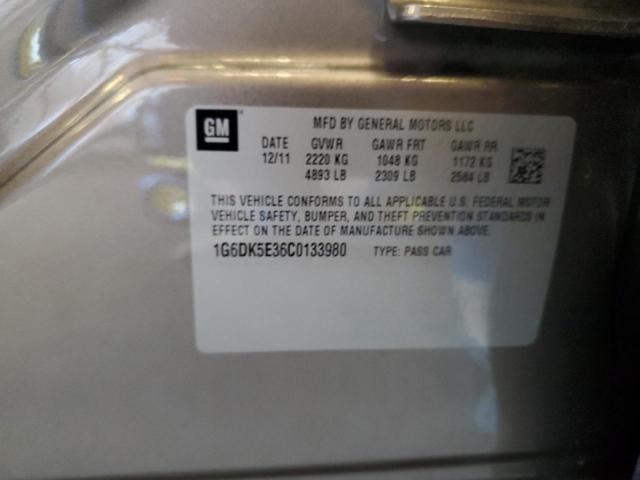 GM
MFD BY GENERAL MOTORS LLC
DATE GVWR GAWR FRT GAWR RR
12/11 2220 KG 1048 KG 1172 KG
4893 LB 2309 LB 2584 LB
THIS VEHICLE CONFORMS TO ALL APPLICABLE U.S. FEDERAL MOTOR
VEHICLE SAFETY, BUMPER, AND THEFT PREVENTION STANDARDS IN
EFFECT ON THE DATE OF MANUFACTURE SHOWN ABOVE.
1G6DK5E36C0133980 TYPE: PASS CAR